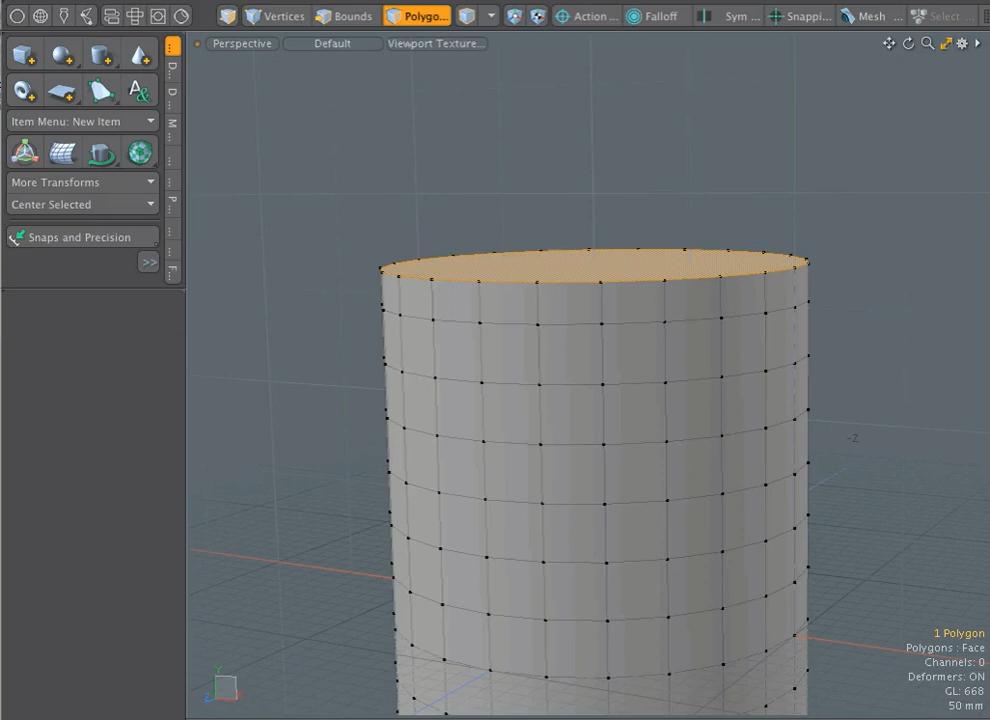 Vertices
Bounds
Polygo...
Action ...
Falloff
Sym ...
Snappi...
Mesh ...
Select ...
Perspective
Default
Viewport Texture...
D...
D
M
P
F
A&
Item Menu: New Item
More Transforms
Center Selected
Snaps and Precision
>>
-Z
1 Polygon
Polygons : Face
Channels: 0
Deformers: ON
GL: 668
50 mm
Y
Z